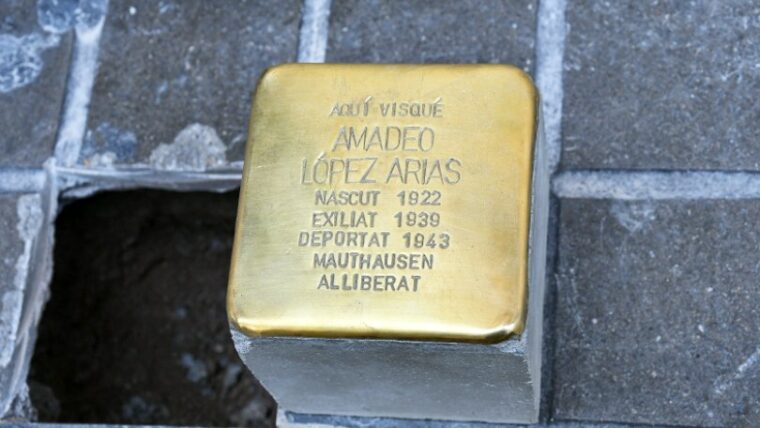 AQUÍ VISQUÉ
AMADEO
LÓPEZ ARIAS
NASCUT 1922
EXILIAT 1939
DEPORTAT 1943
MAUTHAUSEN
ALLIBERAT